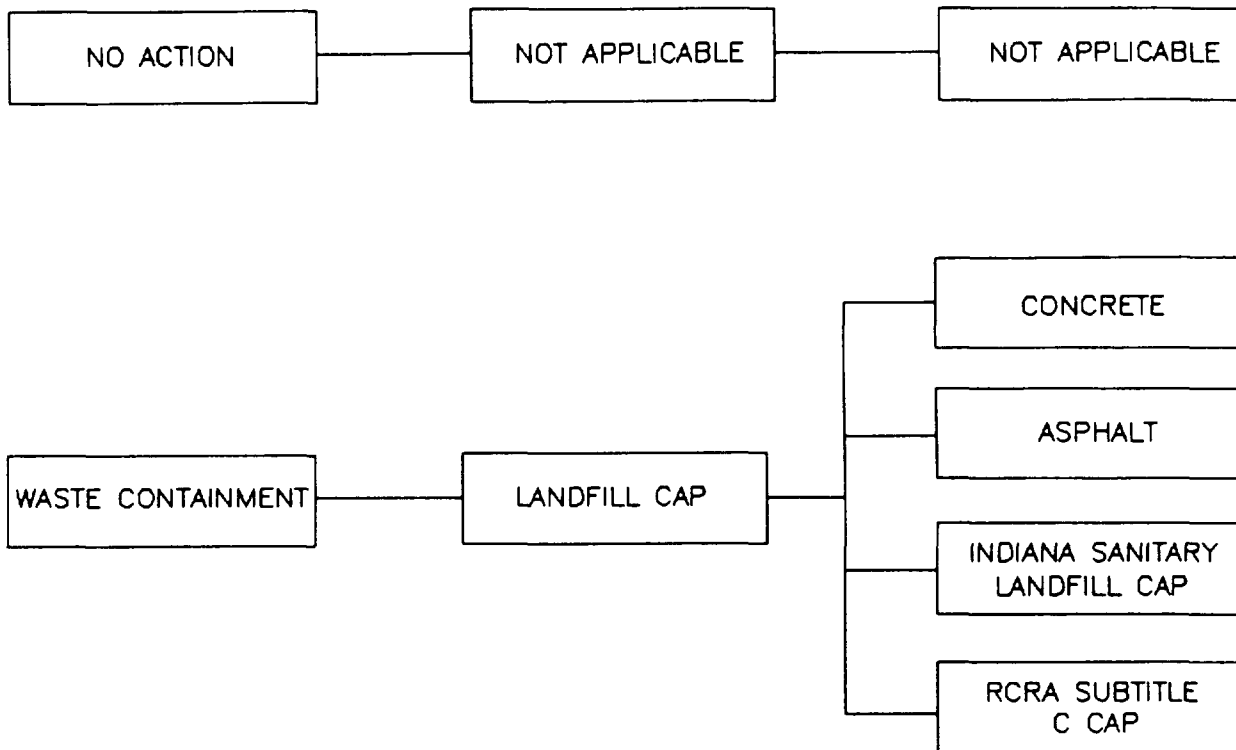 NO ACTION
NOT APPLICABLE
NOT APPLICABLE
WASTE CONTAINMENT
LANDFILL CAP
CONCRETE
ASPHALT
INDIANA SANITARY
LANDFILL CAP
RCRA SUBTITLE
C CAP